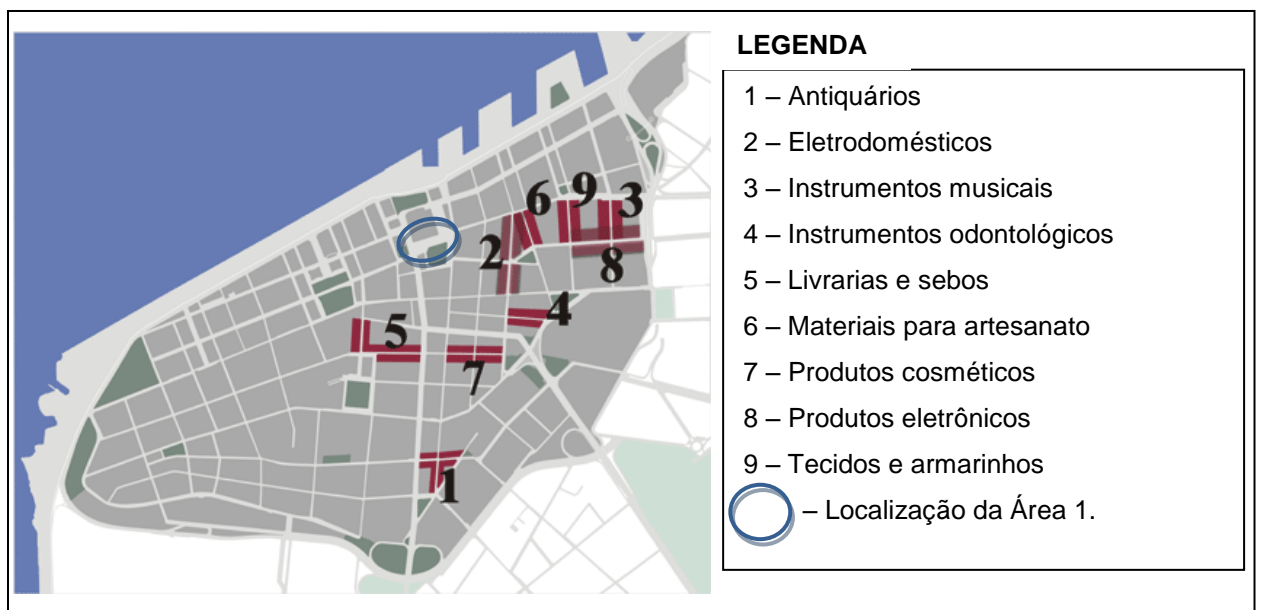 LEGENDA
1 – Antiquários
2 – Eletrodomésticos
3 – Instrumentos musicais
4 – Instrumentos odontológicos
5 – Livrarias e sebos
6 – Materiais para artesanato
7 – Produtos cosméticos
8 – Produtos eletrônicos
9 – Tecidos e armarinhos
– Localização da Área 1.
6
9
3
2
8
4
5
7
1